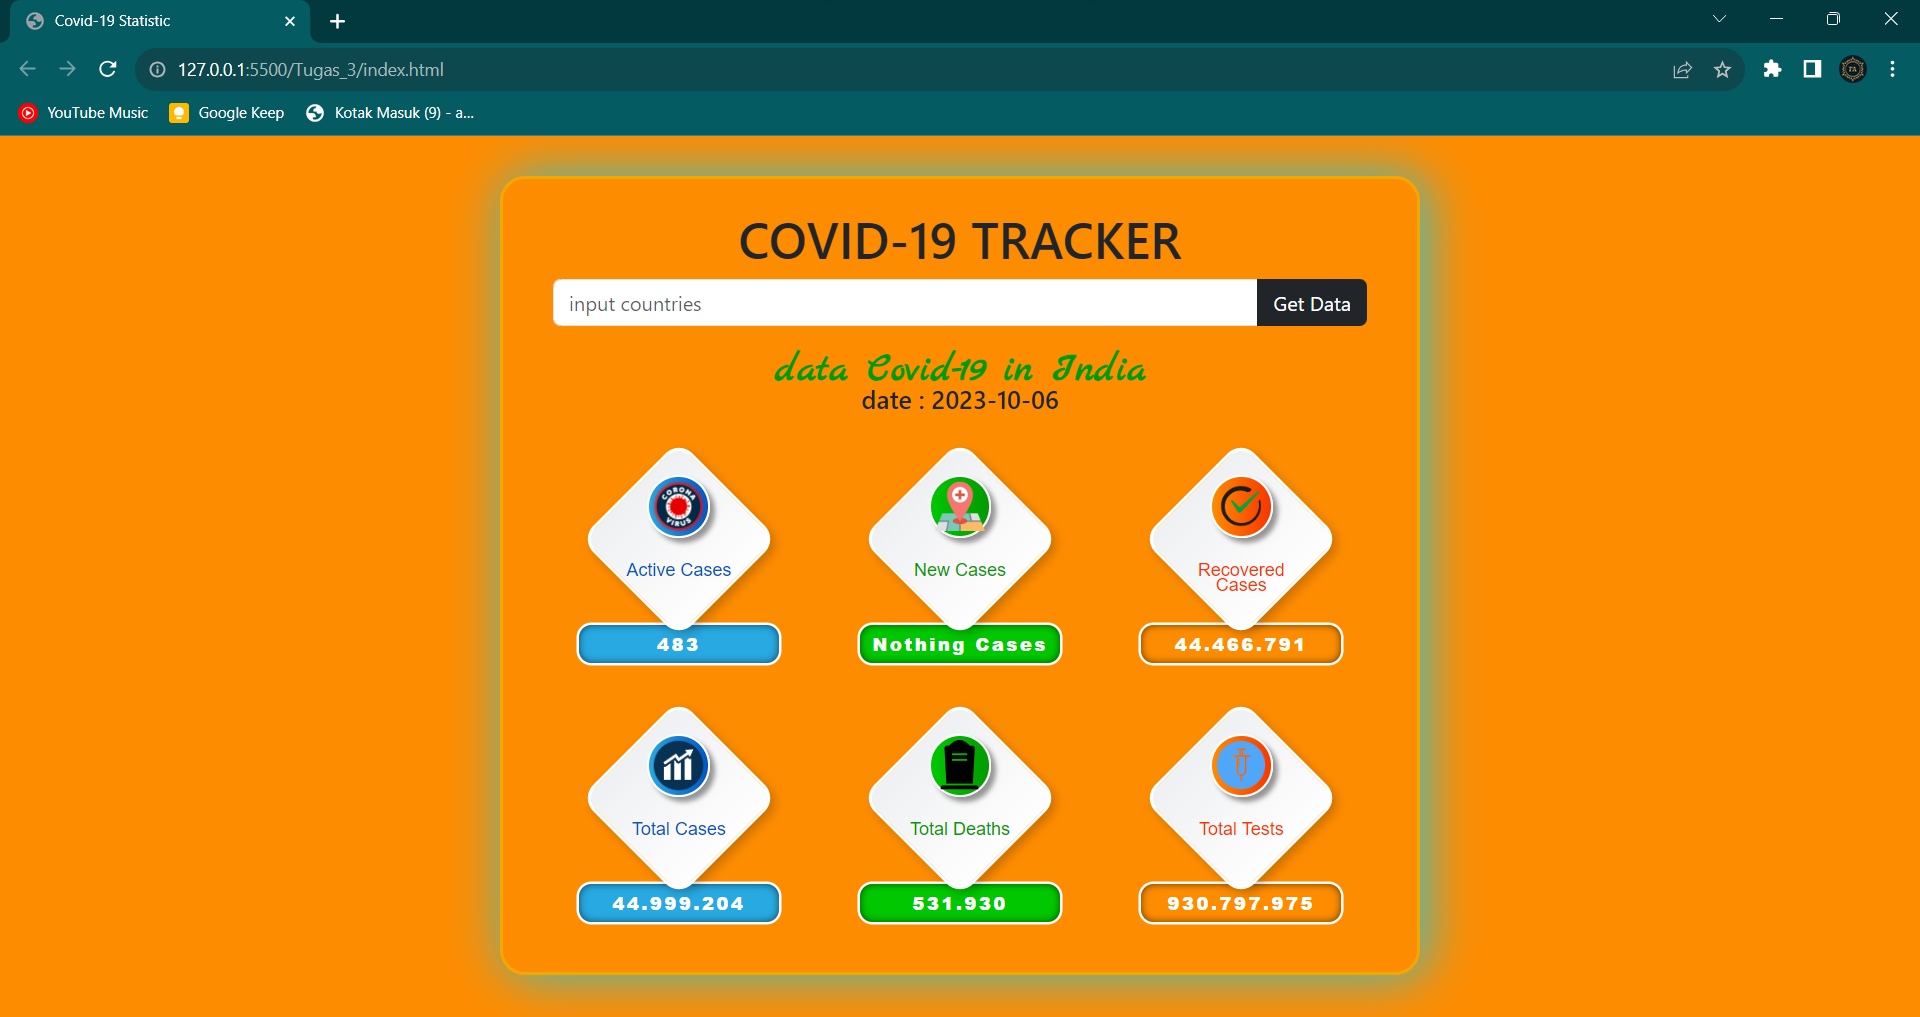 Covid-19 Statistic
127.0.0.1:5500/Tugas_3/index.html
YouTube Music
Google Keep
Kotak Masuk (9) - a...
COVID-19 TRACKER
input countries
Get Data
data Covid-19 in India
date : 2023-10-06
CORONA
VIRUS
Active Cases
New Cases
Recovered
Cases
483
Nothing Cases
44.466.791
Total Cases
Total Deaths
Total Tests
44.999.204
531.930
930.797.975